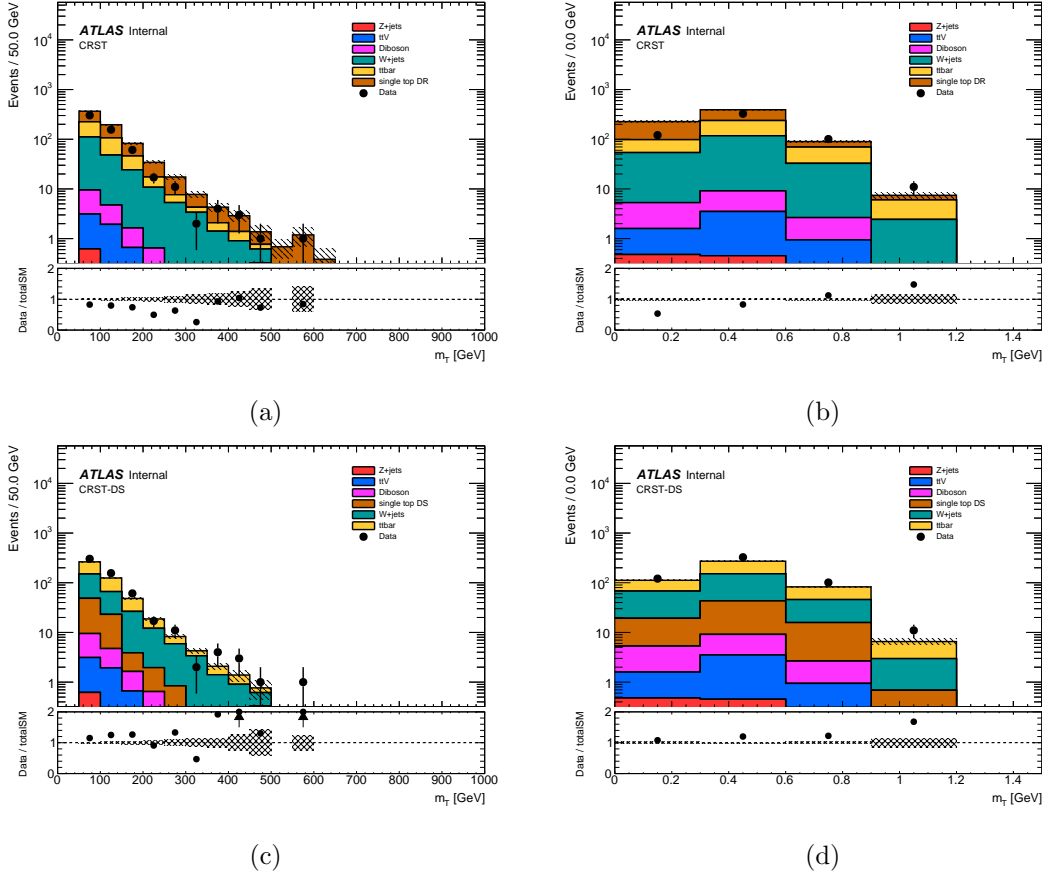 ATLAS Internal
CRST
Z+jets
ttV
Diboson
W+jets
ttbar
single top DR
Data
Events / 50.0 GeV
10⁴
10³
10²
10
1
Data / totalSM
2
1
0
0 100 200 300 400 500 600 700 800 900 1000
m_T [GeV]
(a)
ATLAS Internal
CRST
Z+jets
ttV
Diboson
W+jets
ttbar
single top DR
Data
Events / 0.0 GeV
10⁴
10³
10²
10
1
Data / totalSM
2
1
0
0 0.2 0.4 0.6 0.8 1 1.2 1.4
m_T [GeV]
(b)
ATLAS Internal
CRST-DS
Z+jets
ttV
Diboson
single top DS
W+jets
ttbar
Data
Events / 50.0 GeV
10⁴
10³
10²
10
1
Data / totalSM
2
1
0
0 100 200 300 400 500 600 700 800 900 1000
m_T [GeV]
(c)
ATLAS Internal
CRST-DS
Z+jets
ttV
Diboson
single top DS
W+jets
ttbar
Data
Events / 0.0 GeV
10⁴
10³
10²
10
1
Data / totalSM
2
1
0
0 0.2 0.4 0.6 0.8 1 1.2 1.4
m_T [GeV]
(d)